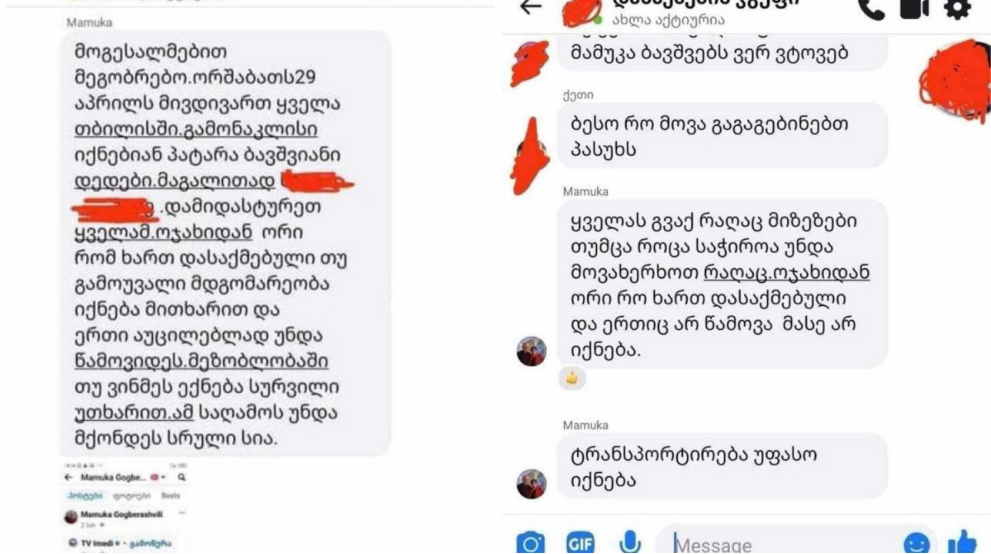 Mamuka
მოგესალმებით
მეგობრებო.ორშაბათს29
აპრილს მივდივართ ყველა
თბილისში.გამონაკლისი
იქნებიან პატარა ბავშვიანი
დედები.მაგალითად
.დამიდასტურეთ
ყველამ.ოჯახიდან ორი
რომ ხართ დასაქმებული თუ
გამოუვალი მდგომარეობა
იქნება მითხარით და
ერთი აუცილებლად უნდა
წამოვიდეს.მეზობლობაში
თუ ვინმეს ექნება სურვილი
უთხარით.ამ საღამოს უნდა
მქონდეს სრული სია.
Mamuka Gogbe...
პოსტები ფოტოები Reels
Mamuka Gogberashvili
TV Imedi
ახლა აქტიურია
მამუკა ბავშვებს ვერ ვტოვებ
ქეთი
ბესო რო მოვა გაგაგებინებთ
პასუხს
Mamuka
ყველას გვაქ რაღაც მიზეზები
თუმცა როცა საჭიროა უნდა
მოვახერხოთ რაღაც.ოჯახიდან
ორი რო ხართ დასაქმებული
და ერთიც არ წამოვა მასე არ
იქნება.
Mamuka
ტრანსპორტირება უფასო
იქნება
GIF
Message